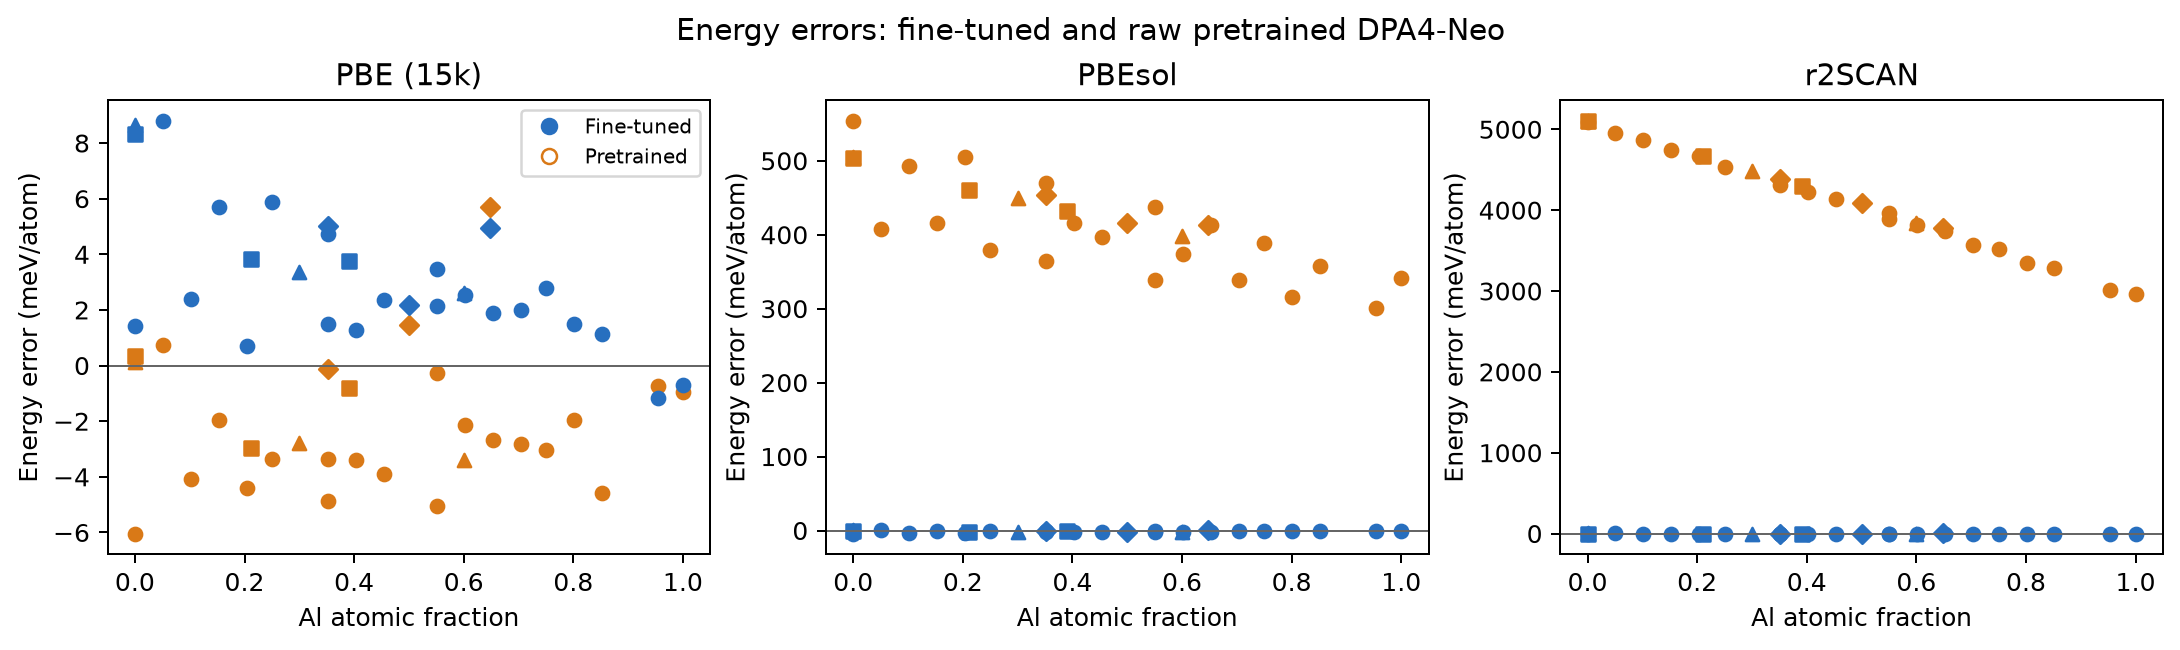 Energy errors: fine-tuned and raw pretrained DPA4-Neo
PBE (15k)
8
6
4
2
0
−2
−4
−6
0.0 0.2 0.4 0.6 0.8 1.0
Al atomic fraction
Energy error (meV/atom)
Fine-tuned
Pretrained
PBEsol
500
400
300
200
100
0
0.0 0.2 0.4 0.6 0.8 1.0
Al atomic fraction
Energy error (meV/atom)
r2SCAN
5000
4000
3000
2000
1000
0
0.0 0.2 0.4 0.6 0.8 1.0
Al atomic fraction
Energy error (meV/atom)